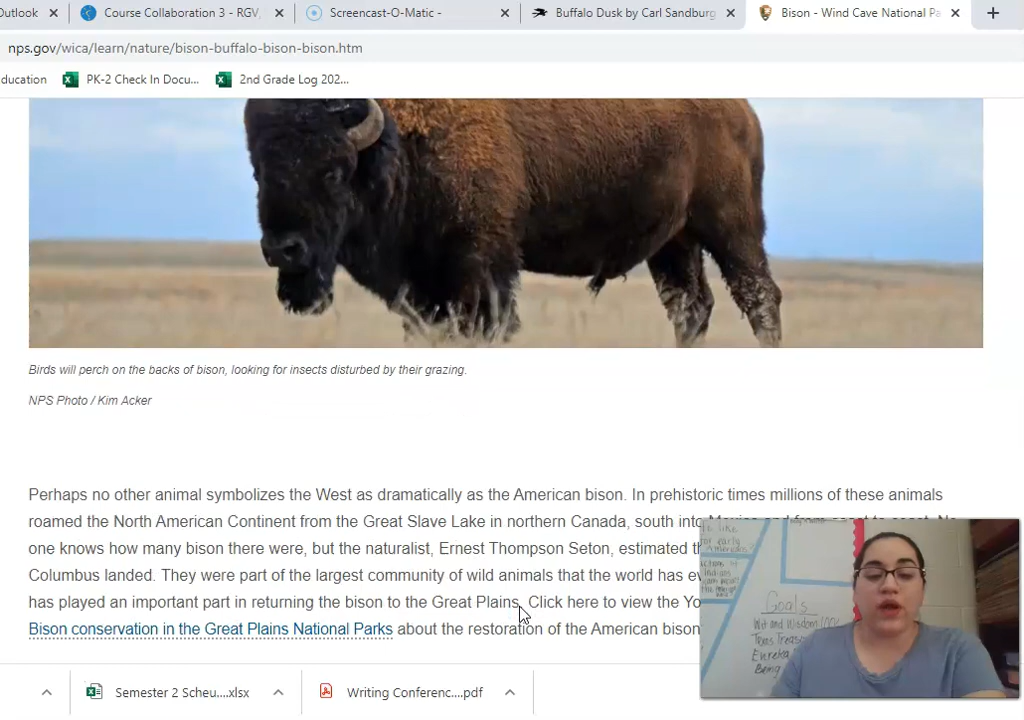 Outlook
Course Collaboration 3 - RGV,
Screencast-O-Matic -
Buffalo Dusk by Carl Sandburg
Bison - Wind Cave National Pa
nps.gov/wica/learn/nature/bison-buffalo-bison-bison.htm
ducation
PK-2 Check In Docu...
2nd Grade Log 202...
Birds will perch on the backs of bison, looking for insects disturbed by their grazing.
NPS Photo / Kim Acker
Perhaps no other animal symbolizes the West as dramatically as the American bison. In prehistoric times millions of these animals
roamed the North American Continent from the Great Slave Lake in northern Canada, south into
one knows how many bison there were, but the naturalist, Ernest Thompson Seton, estimated
Columbus landed. They were part of the largest community of wild animals that the world has
has played an important part in returning the bison to the Great Plains. Click here to view the
Bison conservation in the Great Plains National Parks about the restoration of the American bison
Goals
Wit and Wisdom
Eureka
Being
Semester 2 Scheu....xlsx
Writing Conferenc....pdf